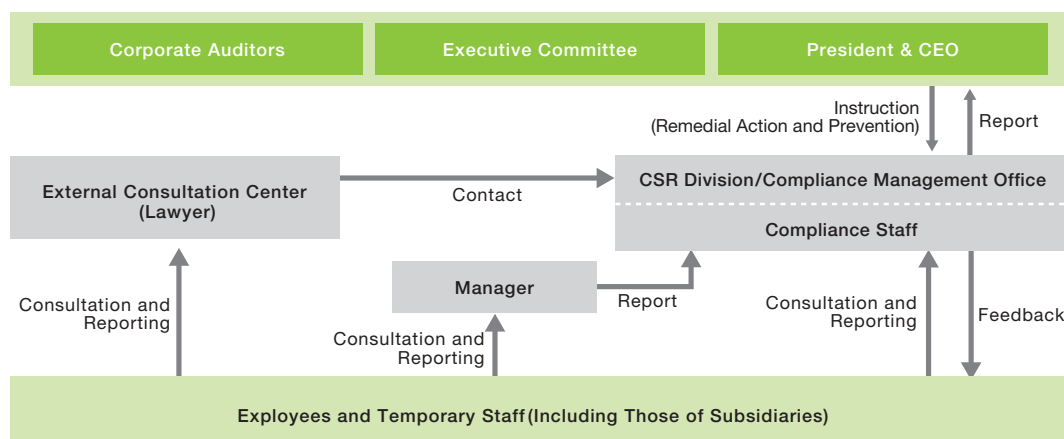 Corporate Auditors
Executive Committee
President & CEO
Instruction
(Remedial Action and Prevention)
Report
External Consultation Center
(Lawyer)
Contact
CSR Division/Compliance Management Office
Compliance Staff
Manager
Report
Consultation and
Reporting
Consultation and
Reporting
Consultation and
Reporting
Feedback
Exployees and Temporary Staff(Including Those of Subsidiaries)